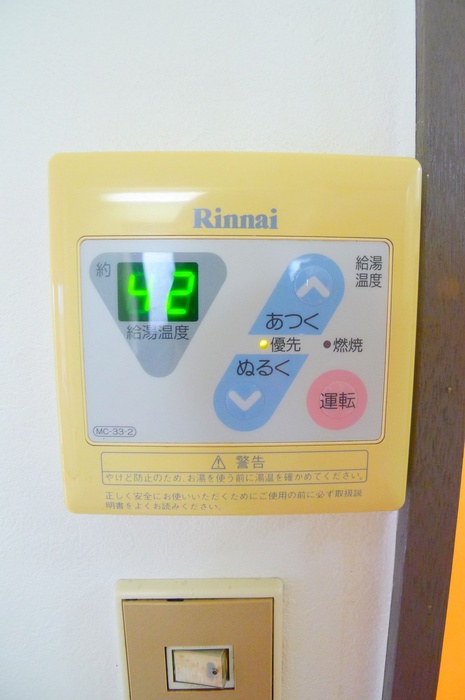 Rinnai
約
42
給湯温度
給湯
温度
あつく
優先
燃焼
ぬるく
運転
MC-33-2
警告
やけど防止のため、お湯を使う前に湯温を確かめてください。
正しく安全にお使いいただくためにご使用の前に必ず取扱説
明書をよくお読みください。